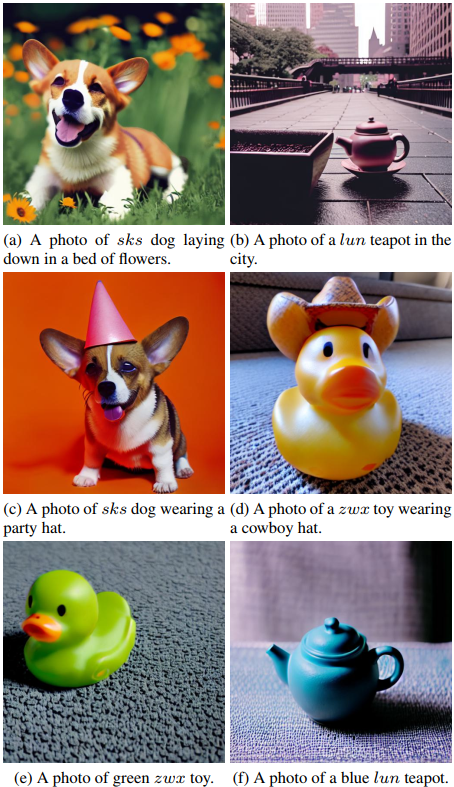 (a) A photo of sks dog laying
down in a bed of flowers.
(b) A photo of a lun teapot in the
city.
(c) A photo of sks dog wearing a
party hat.
(d) A photo of a zwx toy wearing
a cowboy hat.
(e) A photo of green zwx toy.
(f) A photo of a blue lun teapot.